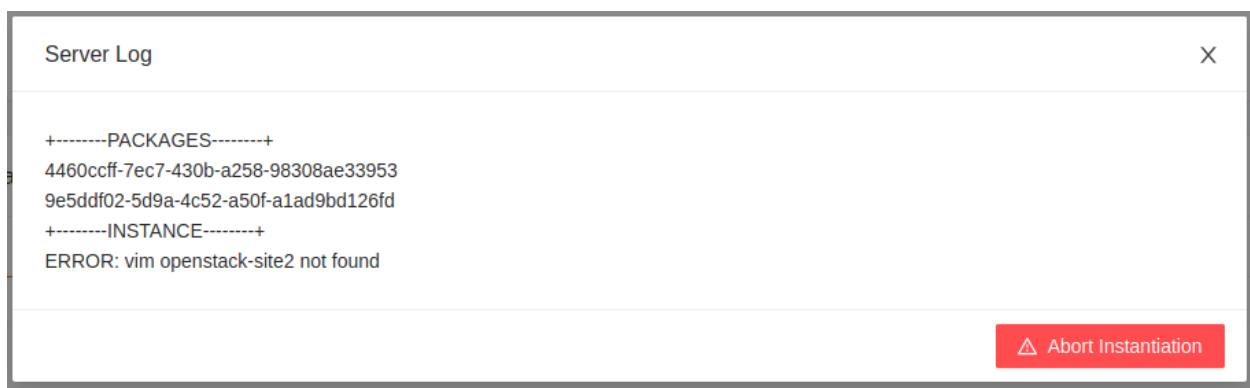 Server Log
+--------PACKAGES--------+
4460ccff-7ec7-430b-a258-98308ae33953
9e5ddf02-5d9a-4c52-a50f-a1ad9bd126fd
+--------INSTANCE--------+
ERROR: vim openstack-site2 not found
Abort Instantiation